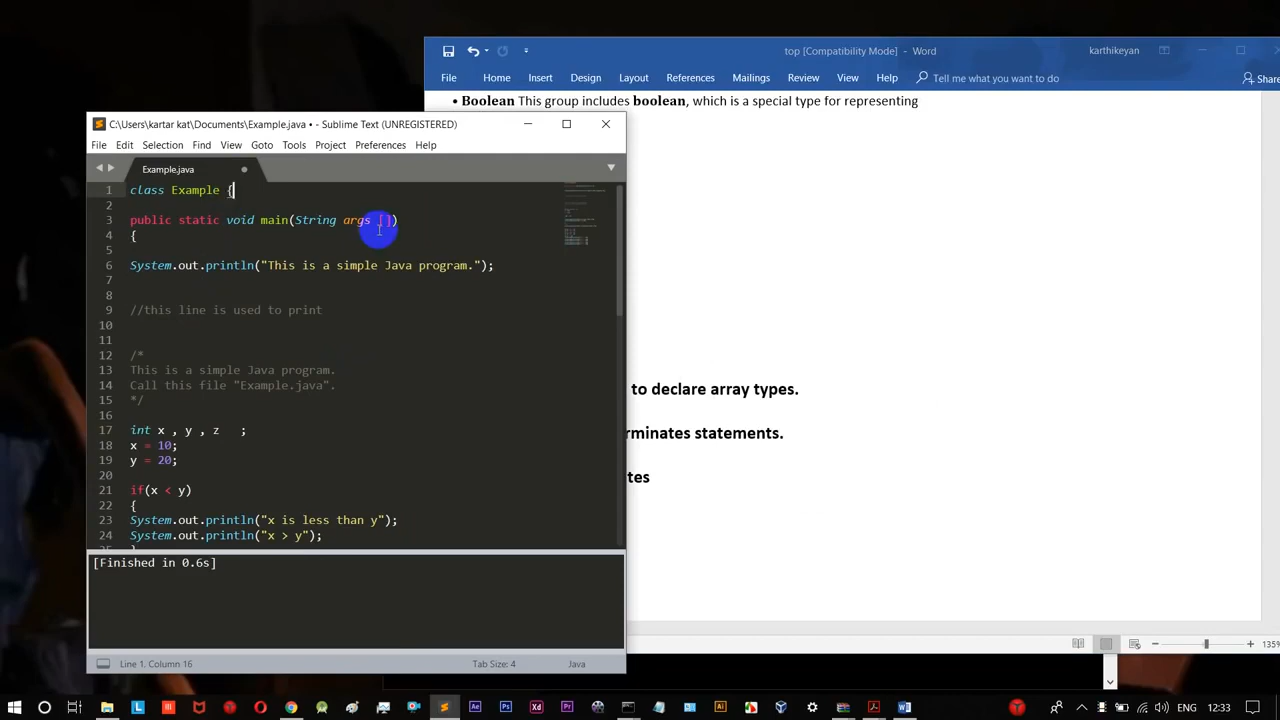 top [Compatibility Mode] - Word
karthikeyan
File Home Insert Design Layout References Mailings Review View Help Tell me what you want to do Share
• Boolean This group includes boolean, which is a special type for representing
to declare array types.
rminates statements.
tes
135%
C:\Users\kartar kat\Documents\Example.java • - Sublime Text (UNREGISTERED)
File Edit Selection Find View Goto Tools Project Preferences Help
Example.java
1 class Example {
2
3 public static void main(String args [])
4 {
5
6 System.out.println("This is a simple Java program.");
7
8
9 //this line is used to print
10
11
12 /*
13 This is a simple Java program.
14 Call this file "Example.java".
15 */
16
17 int x , y , z ;
18 x = 10;
19 y = 20;
20
21 if(x < y)
22 {
23 System.out.println("x is less than y");
24 System.out.println("x > y");
25 }
[Finished in 0.6s]
Line 1, Column 16 Tab Size: 4 Java
12:33